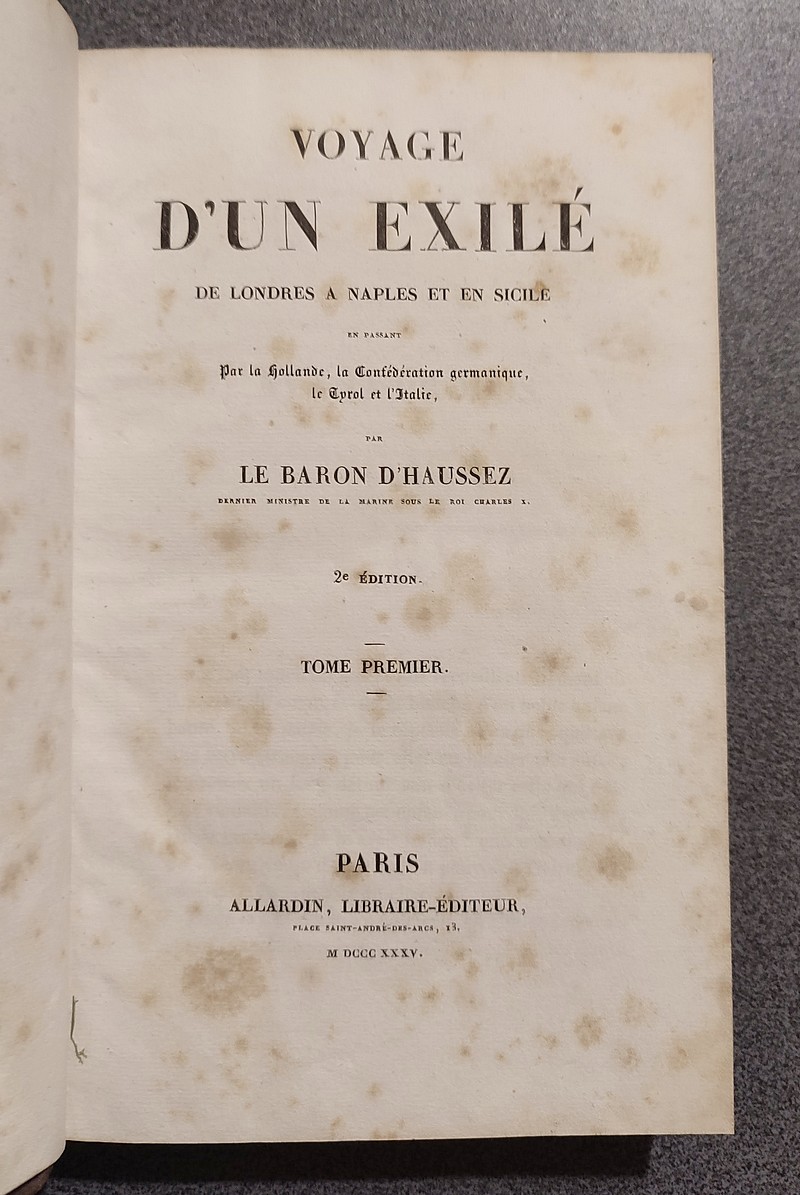 VOYAGE
D'UN EXILÉ
DE LONDRES A NAPLES ET EN SICILE
EN PASSANT
Par la Hollande, la Confédération germanique,
le Tyrol et l'Italie,
PAR
LE BARON D'HAUSSEZ
DERNIER MINISTRE DE LA MARINE SOUS LE ROI CHARLES X.
2e ÉDITION.
TOME PREMIER.
PARIS
ALLARDIN, LIBRAIRE-ÉDITEUR,
PLACE SAINT-ANDRÉ-DES-ARCS, 13.
M DCCC XXXV.